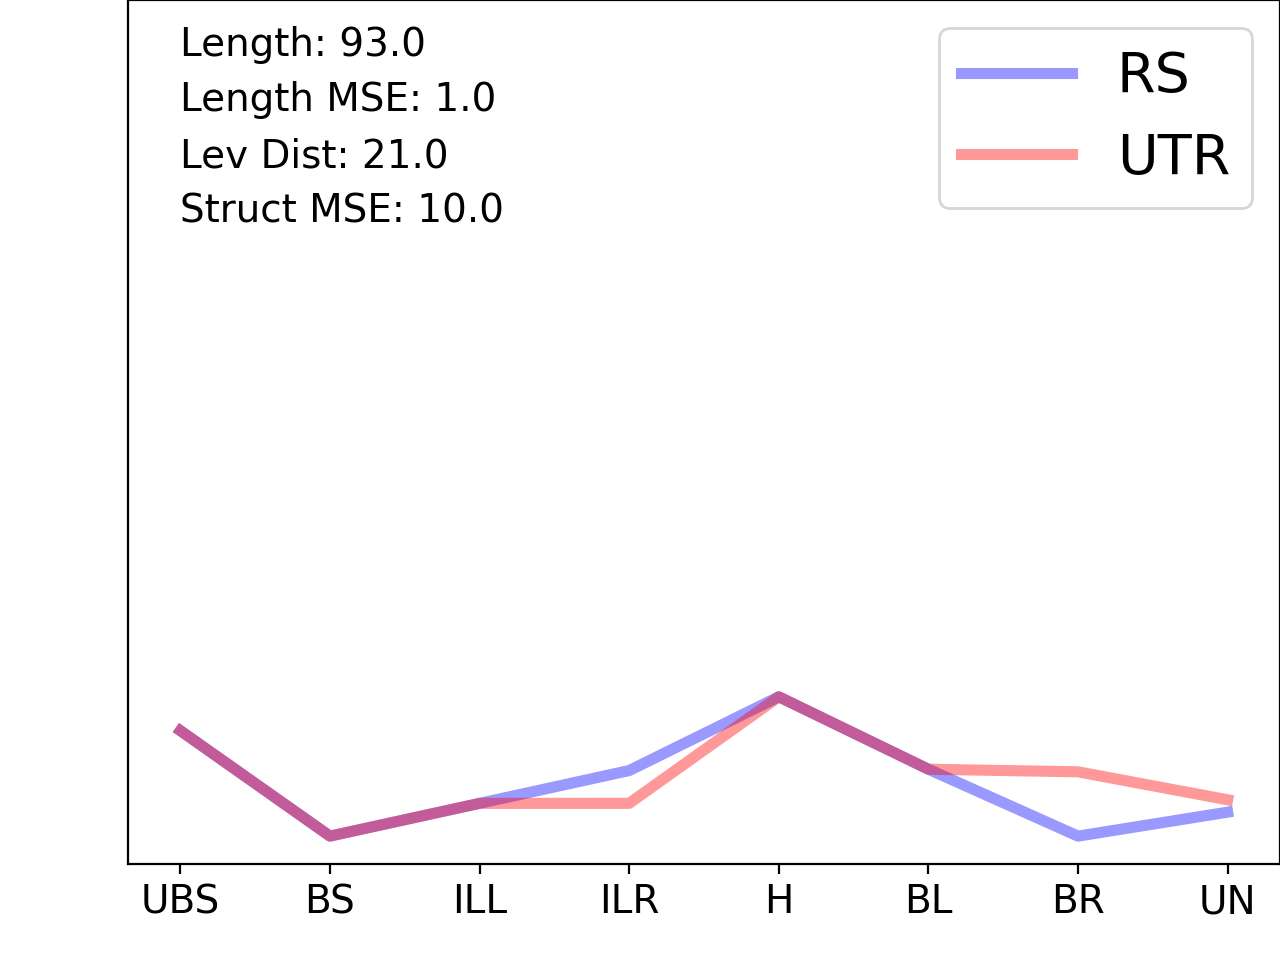 Length: 93.0
Length MSE: 1.0
Lev Dist: 21.0
Struct MSE: 10.0
RS
UTR
UBS BS ILL ILR H BL BR UN